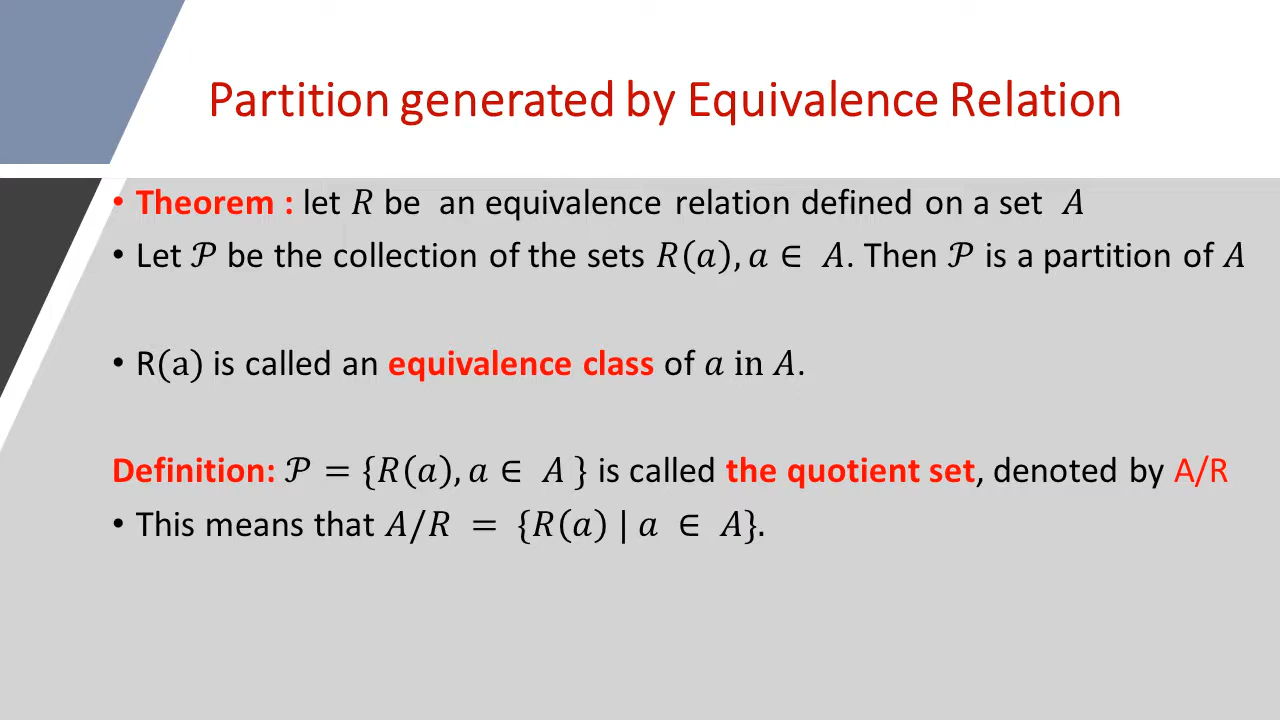 Partition generated by Equivalence Relation
• Theorem : let 𝑅 be an equivalence relation defined on a set 𝐴
• Let 𝒫 be the collection of the sets 𝑅(𝑎), 𝑎 ∈ 𝐴. Then 𝒫 is a partition of 𝐴
• R(a) is called an equivalence class of 𝑎 in 𝐴.
Definition: 𝒫 = {𝑅(𝑎), 𝑎 ∈ 𝐴 } is called the quotient set, denoted by A/R
• This means that 𝐴/𝑅 = {𝑅(𝑎) | 𝑎 ∈ 𝐴}.